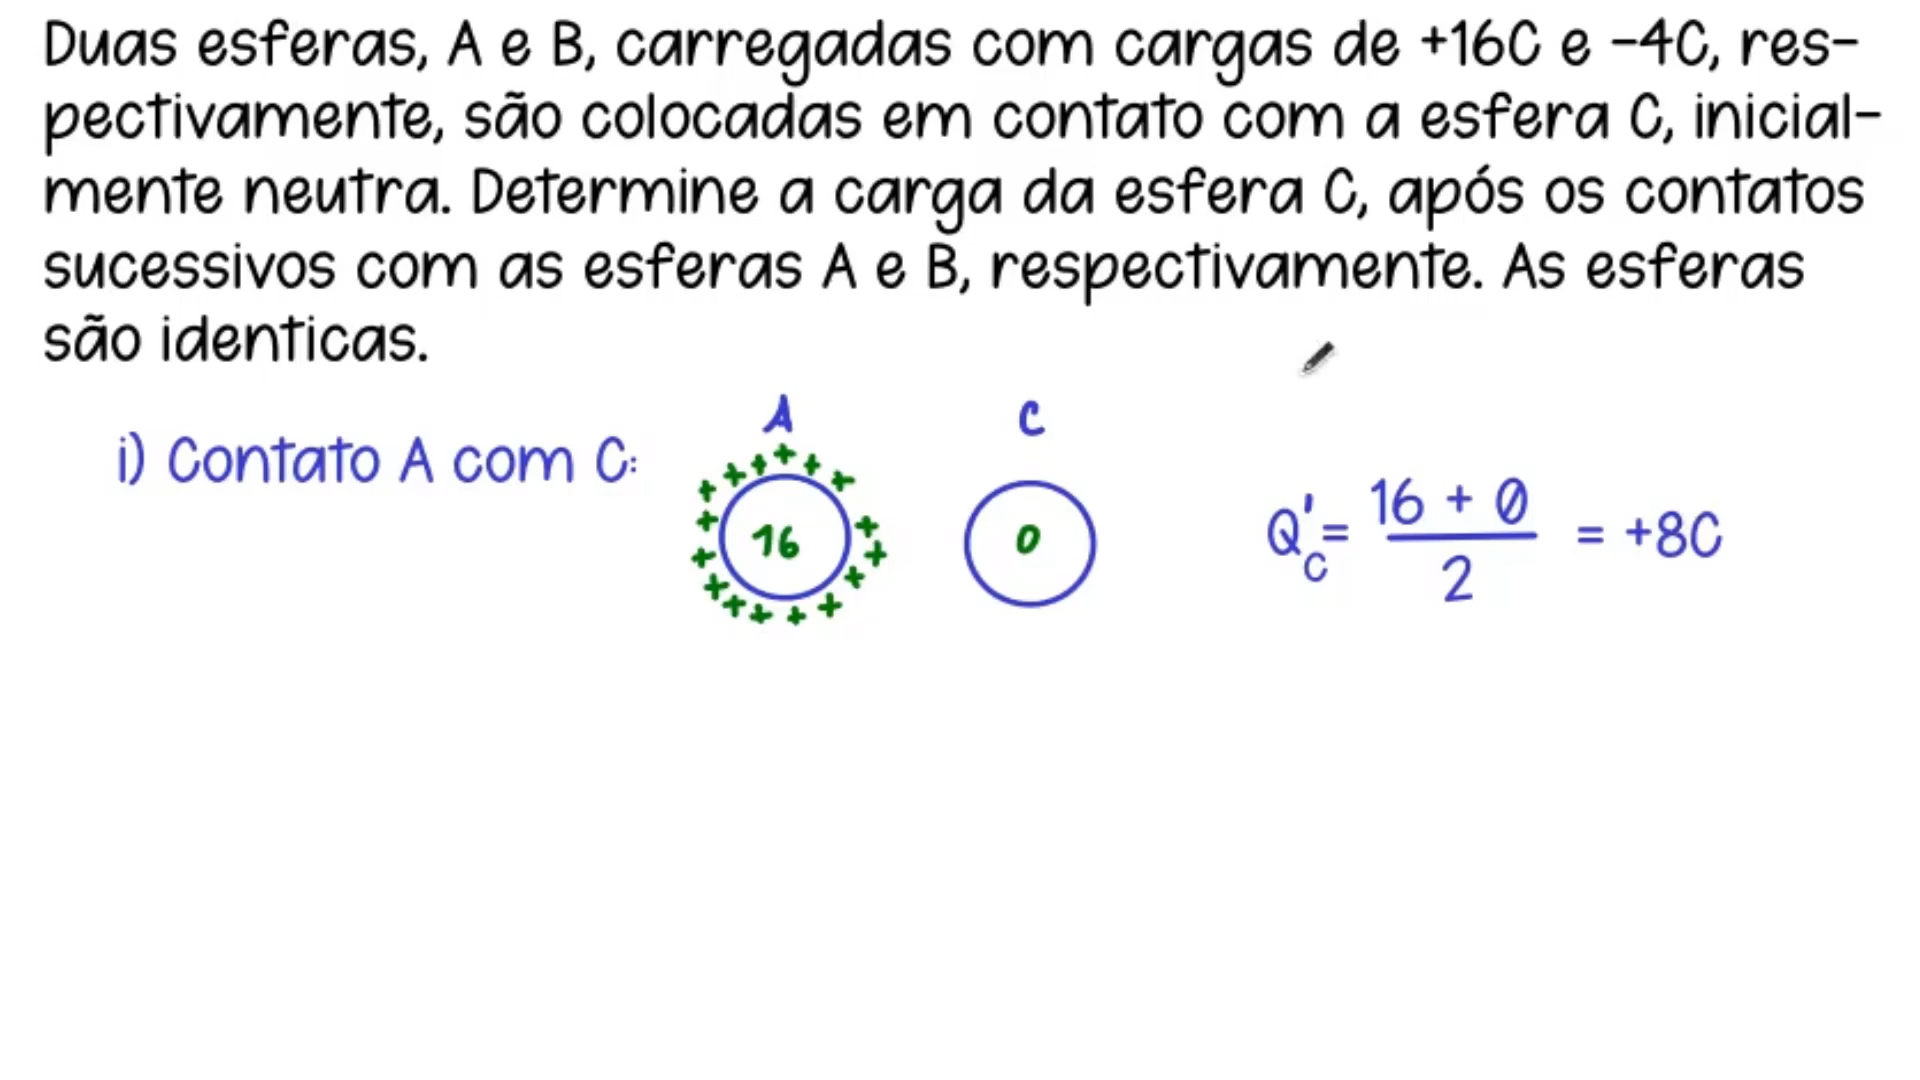 Duas esferas, A e B, carregadas com cargas de +16C e -4C, res-
pectivamente, são colocadas em contato com a esfera C, inicial-
mente neutra. Determine a carga da esfera C, após os contatos
sucessivos com as esferas A e B, respectivamente. As esferas
são identicas.
i) Contato A com C:
A
C
16
0
Q'c = 16 + 0 / 2 = +8C